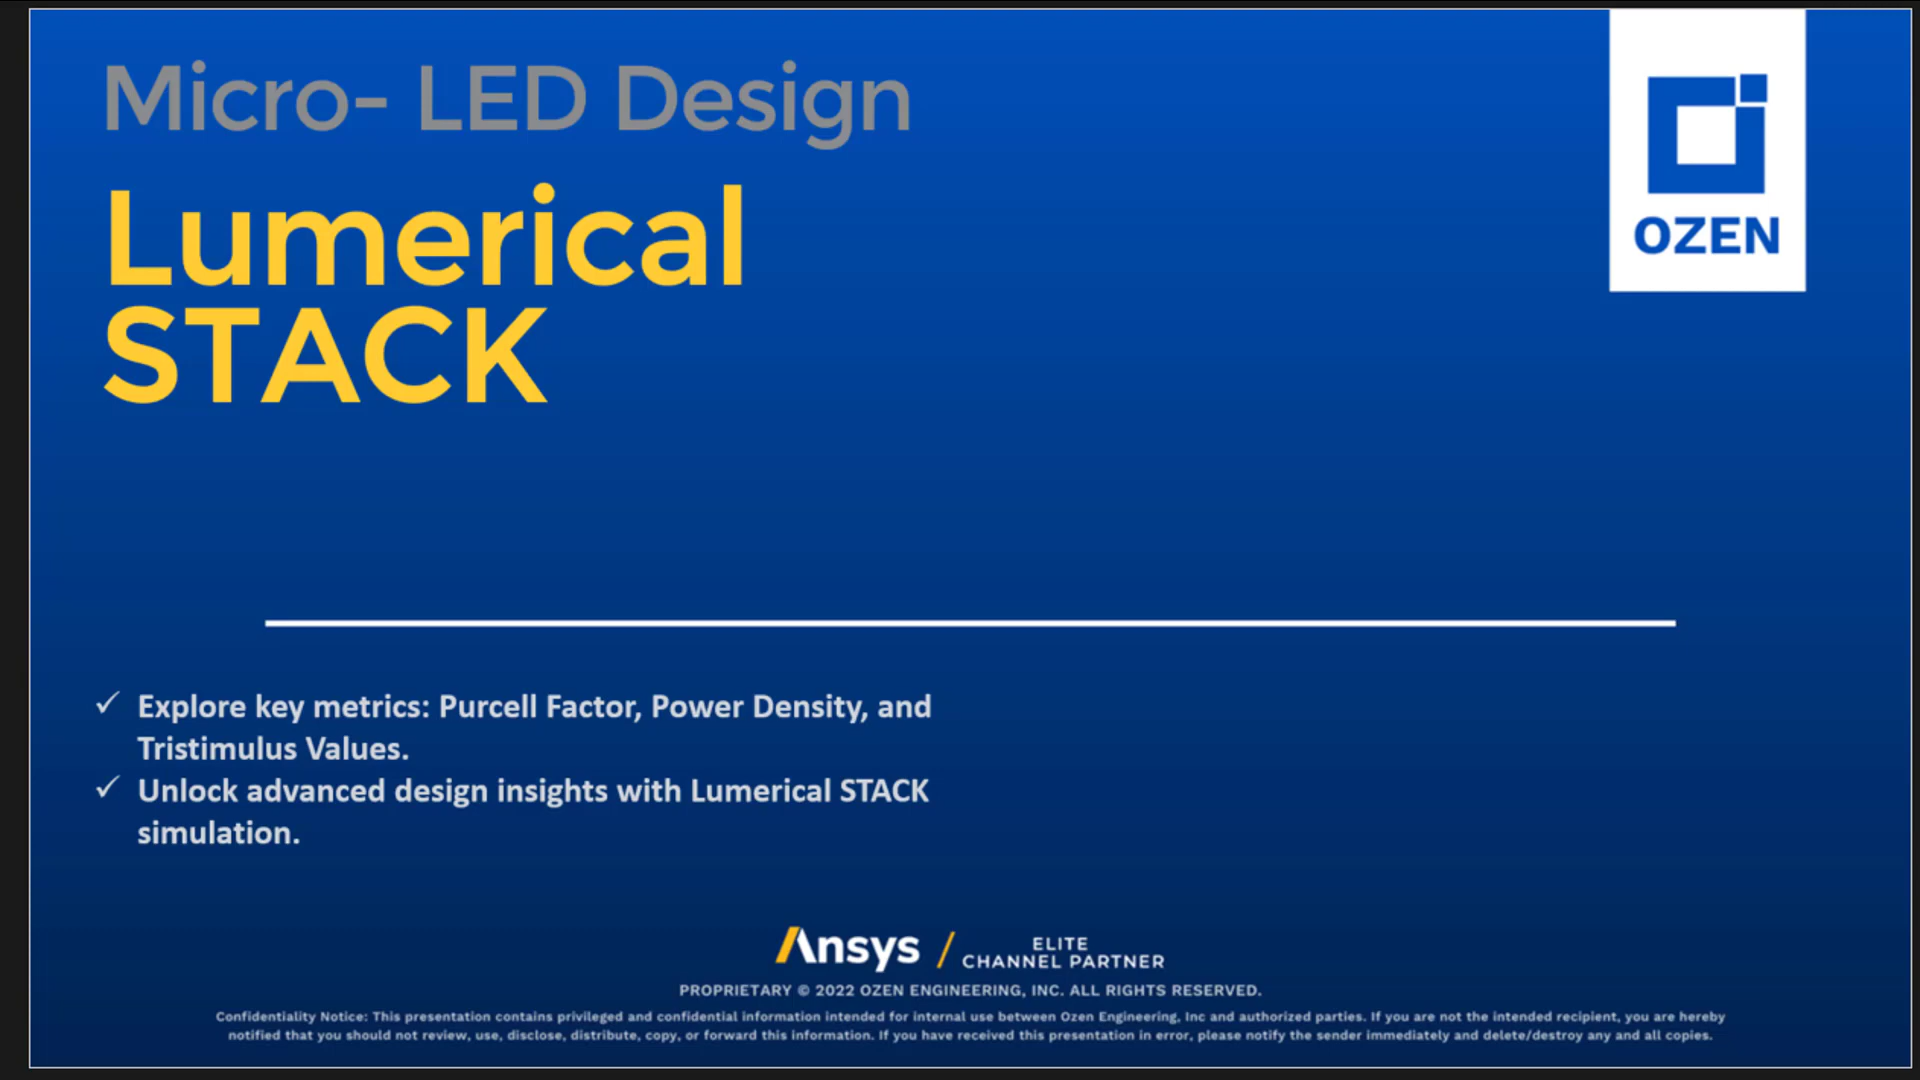 Micro- LED Design
Lumerical
STACK
OZEN
✓ Explore key metrics: Purcell Factor, Power Density, and
Tristimulus Values.
✓ Unlock advanced design insights with Lumerical STACK
simulation.
Ansys / ELITE
CHANNEL PARTNER
PROPRIETARY © 2022 OZEN ENGINEERING, INC. ALL RIGHTS RESERVED.
Confidentiality Notice: This presentation contains privileged and confidential information intended for internal use between Ozen Engineering, Inc and authorized parties. If you are not the intended recipient, you are hereby
notified that you should not review, use, disclose, distribute, copy, or forward this information. If you have received this presentation in error, please notify the sender immediately and delete/destroy any and all copies.